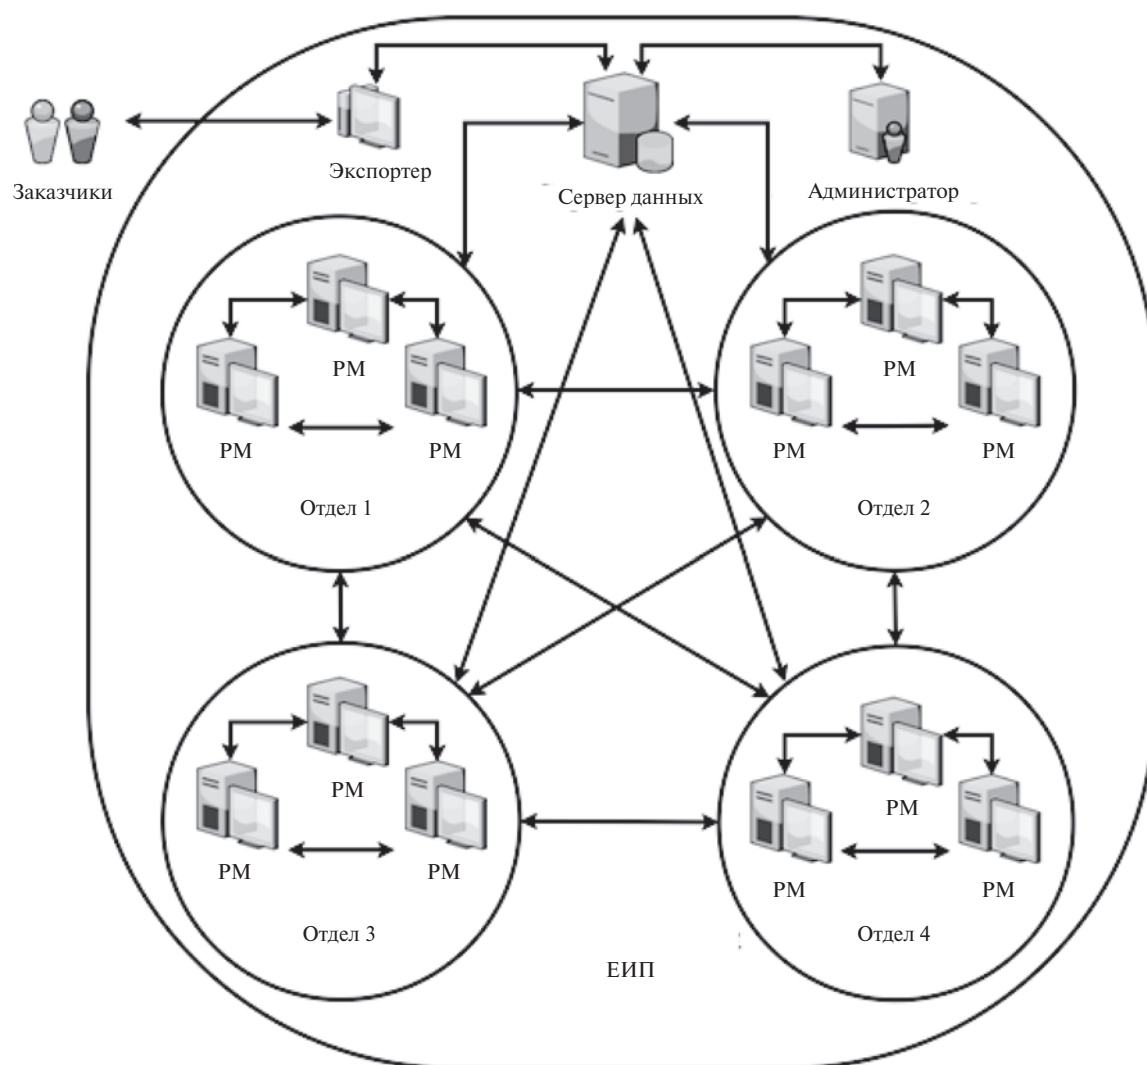 Заказчики
Экспортер
Сервер данных
Администратор
РМ
РМ
РМ
Отдел 1
РМ
РМ
РМ
Отдел 2
РМ
РМ
РМ
Отдел 3
РМ
РМ
РМ
Отдел 4
ЕИП